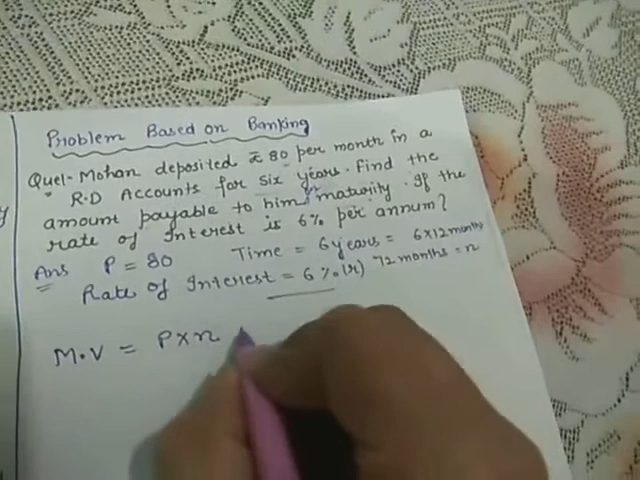 Problem Based on Banking
Que1- Mohan deposited ₹ 80 per month in a
R.D Accounts for six years. Find the
amount payable to him on maturity. If the
rate of Interest is 6% per annum?
Ans P = 80 Time = 6 years = 6×12 months
Rate of Interest = 6% (r) 72 months = n
M.V = P×n
y